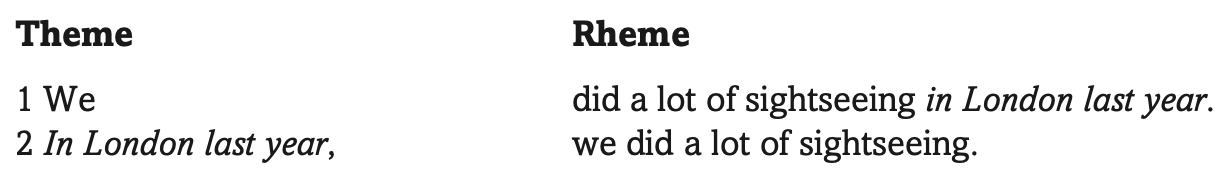 Theme Rheme
1 We did a lot of sightseeing in London last year.
2 In London last year, we did a lot of sightseeing.